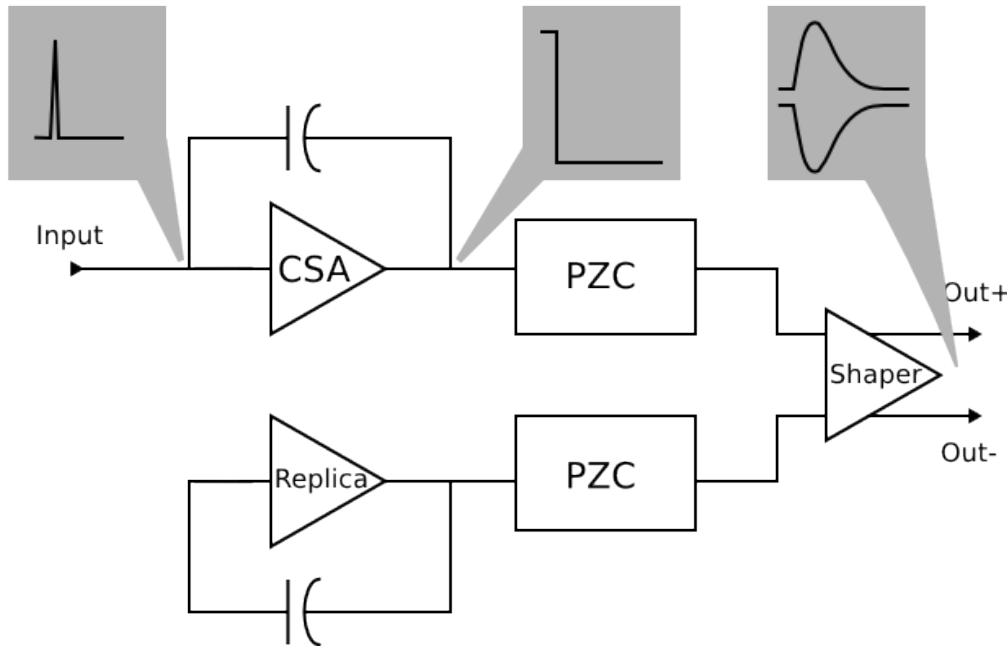 Input
CSA
PZC
Out+
Shaper
Replica
PZC
Out-